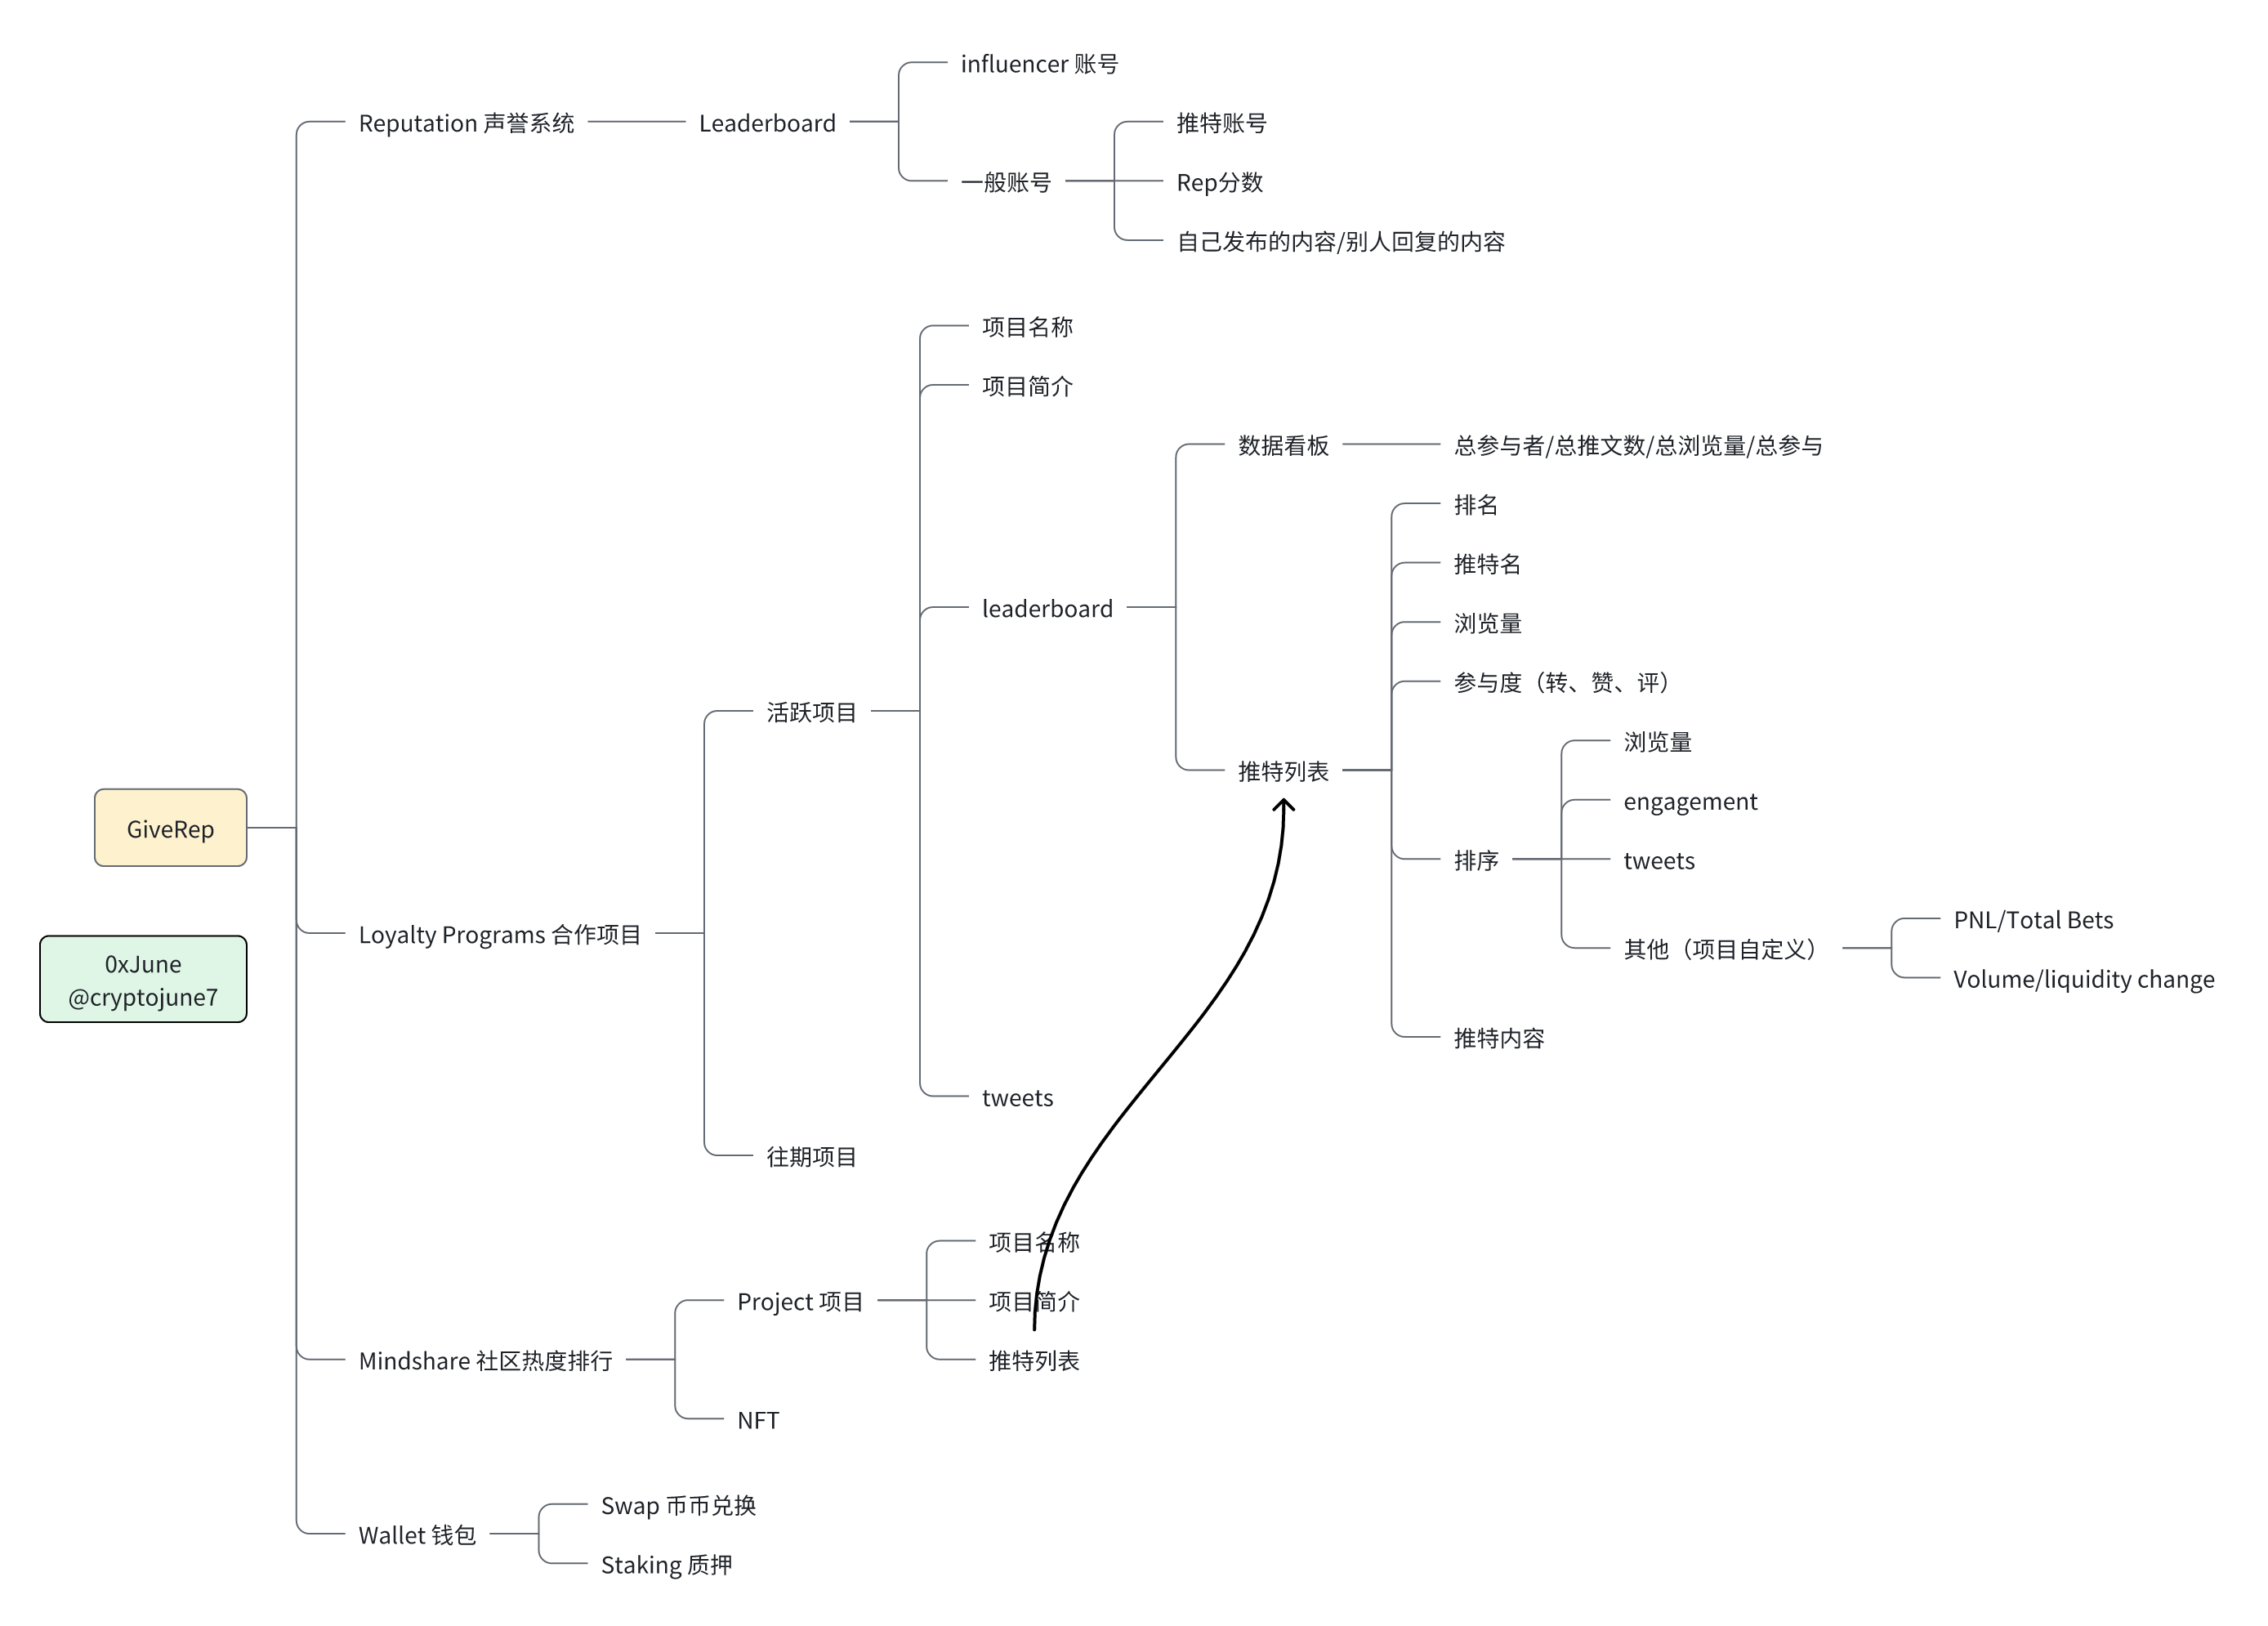 influencer 账号
Reputation 声誉系统
Leaderboard
推特账号
一般账号
Rep分数
自己发布的内容/别人回复的内容
项目名称
项目简介
数据看板
总参与者/总推文数/总浏览量/总参与
排名
推特名
leaderboard
浏览量
参与度（转、赞、评）
活跃项目
推特列表
浏览量
engagement
排序
tweets
GiveRep
其他（项目自定义）
PNL/Total Bets
Volume/liquidity change
Loyalty Programs 合作项目
0xJune
@cryptojune7
推特内容
tweets
往期项目
项目名称
Project 项目
项目简介
Mindshare 社区热度排行
推特列表
NFT
Swap 币币兑换
Wallet 钱包
Staking 质押